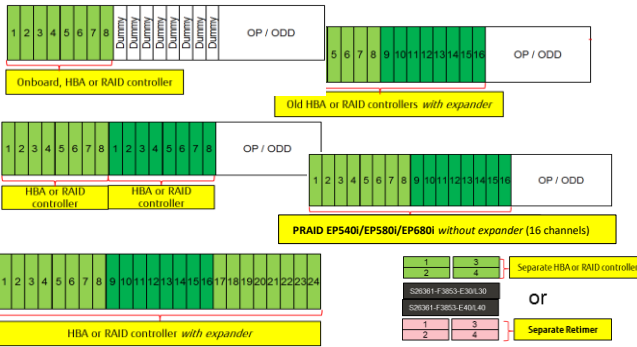 1 2 3 4 5 6 7 8 Dummy Dummy Dummy Dummy Dummy Dummy Dummy Dummy OP / ODD
Onboard, HBA or RAID controller
5 6 7 8 9 10 11 12 13 14 15 16 OP / ODD
Old HBA or RAID controllers with expander
1 2 3 4 5 6 7 8 1 2 3 4 5 6 7 8 OP / ODD
HBA or RAID
controller
HBA or RAID
controller
1 2 3 4 5 6 7 8 9 10 11 12 13 14 15 16 OP / ODD
PRAID EP540i/EP580i/EP680i without expander (16 channels)
1 2 3 4 5 6 7 8 9 10 11 12 13 14 15 16 17 18 19 20 21 22 23 24
HBA or RAID controller with expander
1 3
2 4
Separate HBA or RAID controller
S26361-F3853-E30/L30
S26361-F3853-E40/L40
or
1 3
2 4
Separate Retimer